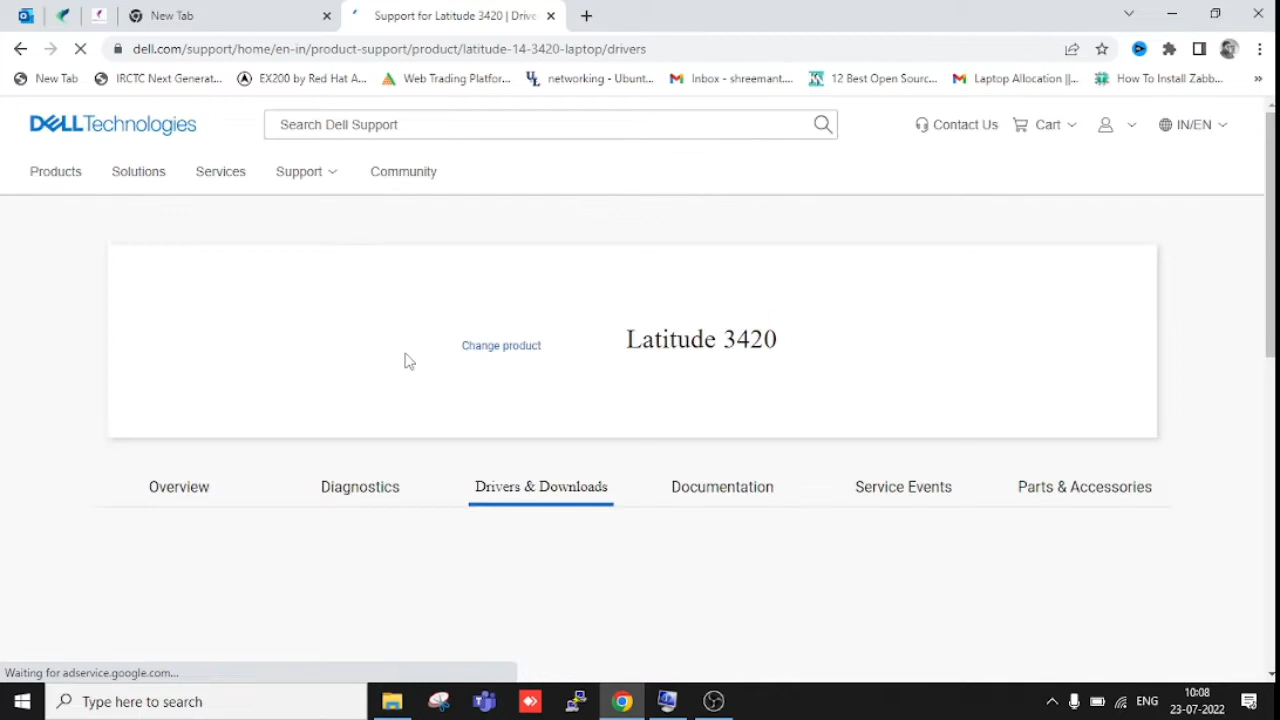 New Tab
Support for Latitude 3420 | Drive
dell.com/support/home/en-in/product-support/product/latitude-14-3420-laptop/drivers
New Tab
IRCTC Next Generat...
EX200 by Red Hat A...
Web Trading Platfor...
UL
networking - Ubunt...
Inbox - shreemant....
12 Best Open Sourc...
Laptop Allocation ||...
How To Install Zabb...
»
DELL Technologies
Search Dell Support
Contact Us
Cart
IN/EN
Products
Solutions
Services
Support
Community
Change product
Latitude 3420
Overview
Diagnostics
Drivers & Downloads
Documentation
Service Events
Parts & Accessories
Waiting for adservice.google.com...
Type here to search
ENG
10:08
23-07-2022